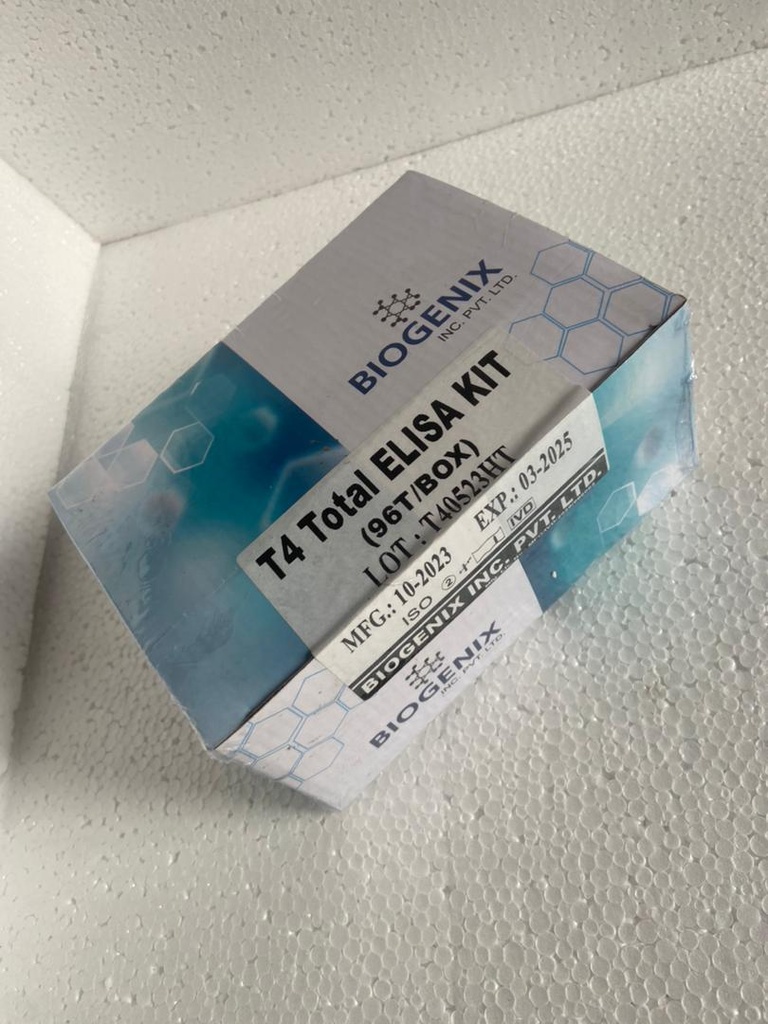 BIOGENIX
INC. PVT. LTD.
T4 Total ELISA KIT
(96T/BOX)
LOT : T40523HT
MFG.: 10-2023 EXP.: 03-2025
ISO 2 IVD
BIOGENIX INC. PVT. LTD.
BIOGENIX
INC. PVT. LTD.